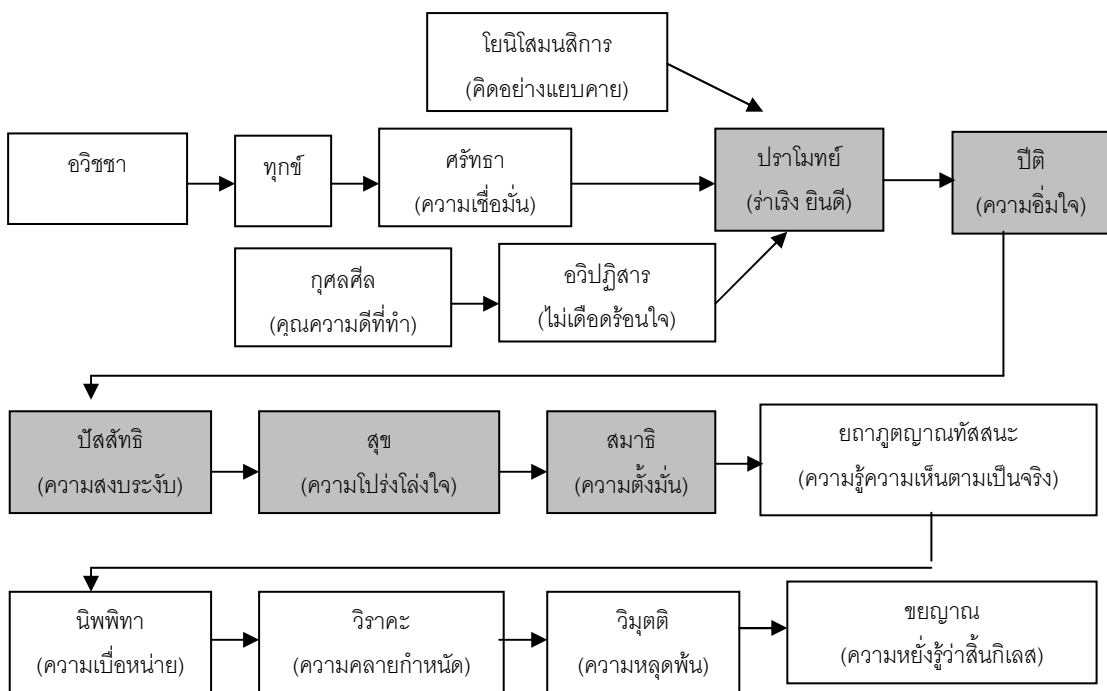 โยนิโสมนสิการ
(คิดอย่างแยบคาย)
อวิชชา
ทุกข์
ศรัทธา
(ความเชื่อมั่น)
ปราโมทย์
(ร่าเริง ยินดี)
ปีติ
(ความอิ่มใจ)
กุศลศีล
(คุณความดีที่ทำ)
อวิปฏิสาร
(ไม่เดือดร้อนใจ)
ปัสสัทธิ
(ความสงบระงับ)
สุข
(ความโปร่งโล่งใจ)
สมาธิ
(ความตั้งมั่น)
ยถาภูตญาณทัสสนะ
(ความรู้ความเห็นตามเป็นจริง)
นิพพิทา
(ความเบื่อหน่าย)
วิราคะ
(ความคลายกำหนัด)
วิมุตติ
(ความหลุดพ้น)
ขยญาณ
(ความหยั่งรู้ว่าสิ้นกิเลส)